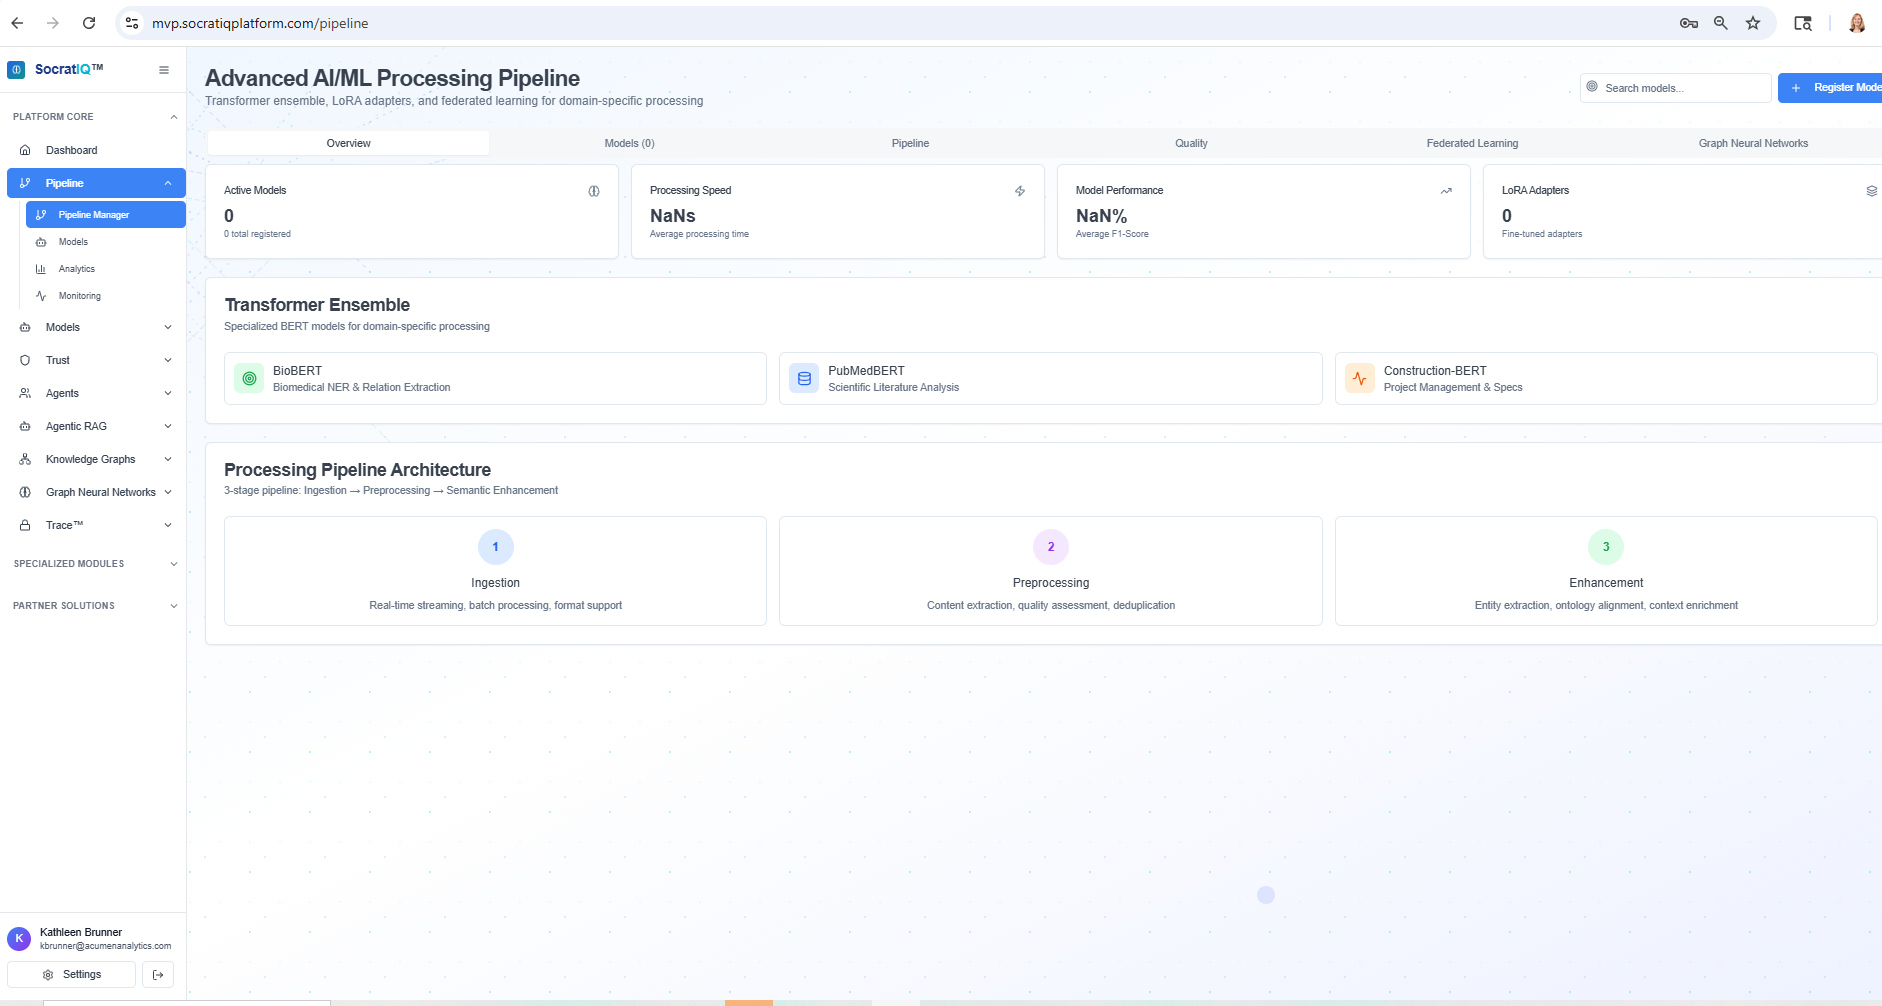 mvp.socratiqplatform.com/pipeline
SocratIQ™
PLATFORM CORE
Dashboard
Pipeline
Pipeline Manager
Models
Analytics
Monitoring
Models
Trust
Agents
Agentic RAG
Knowledge Graphs
Graph Neural Networks
Trace™
SPECIALIZED MODULES
PARTNER SOLUTIONS
K
Kathleen Brunner
kbrunner@acumenanalytics.com
Settings
Advanced AI/ML Processing Pipeline
Transformer ensemble, LoRA adapters, and federated learning for domain-specific processing
Search models...
+ Register Mode
Overview
Models (0)
Pipeline
Quality
Federated Learning
Graph Neural Networks
Active Models
0
0 total registered
Processing Speed
NaNs
Average processing time
Model Performance
NaN%
Average F1-Score
LoRA Adapters
0
Fine-tuned adapters
Transformer Ensemble
Specialized BERT models for domain-specific processing
BioBERT
Biomedical NER & Relation Extraction
PubMedBERT
Scientific Literature Analysis
Construction-BERT
Project Management & Specs
Processing Pipeline Architecture
3-stage pipeline: Ingestion → Preprocessing → Semantic Enhancement
1
Ingestion
Real-time streaming, batch processing, format support
2
Preprocessing
Content extraction, quality assessment, deduplication
3
Enhancement
Entity extraction, ontology alignment, context enrichment